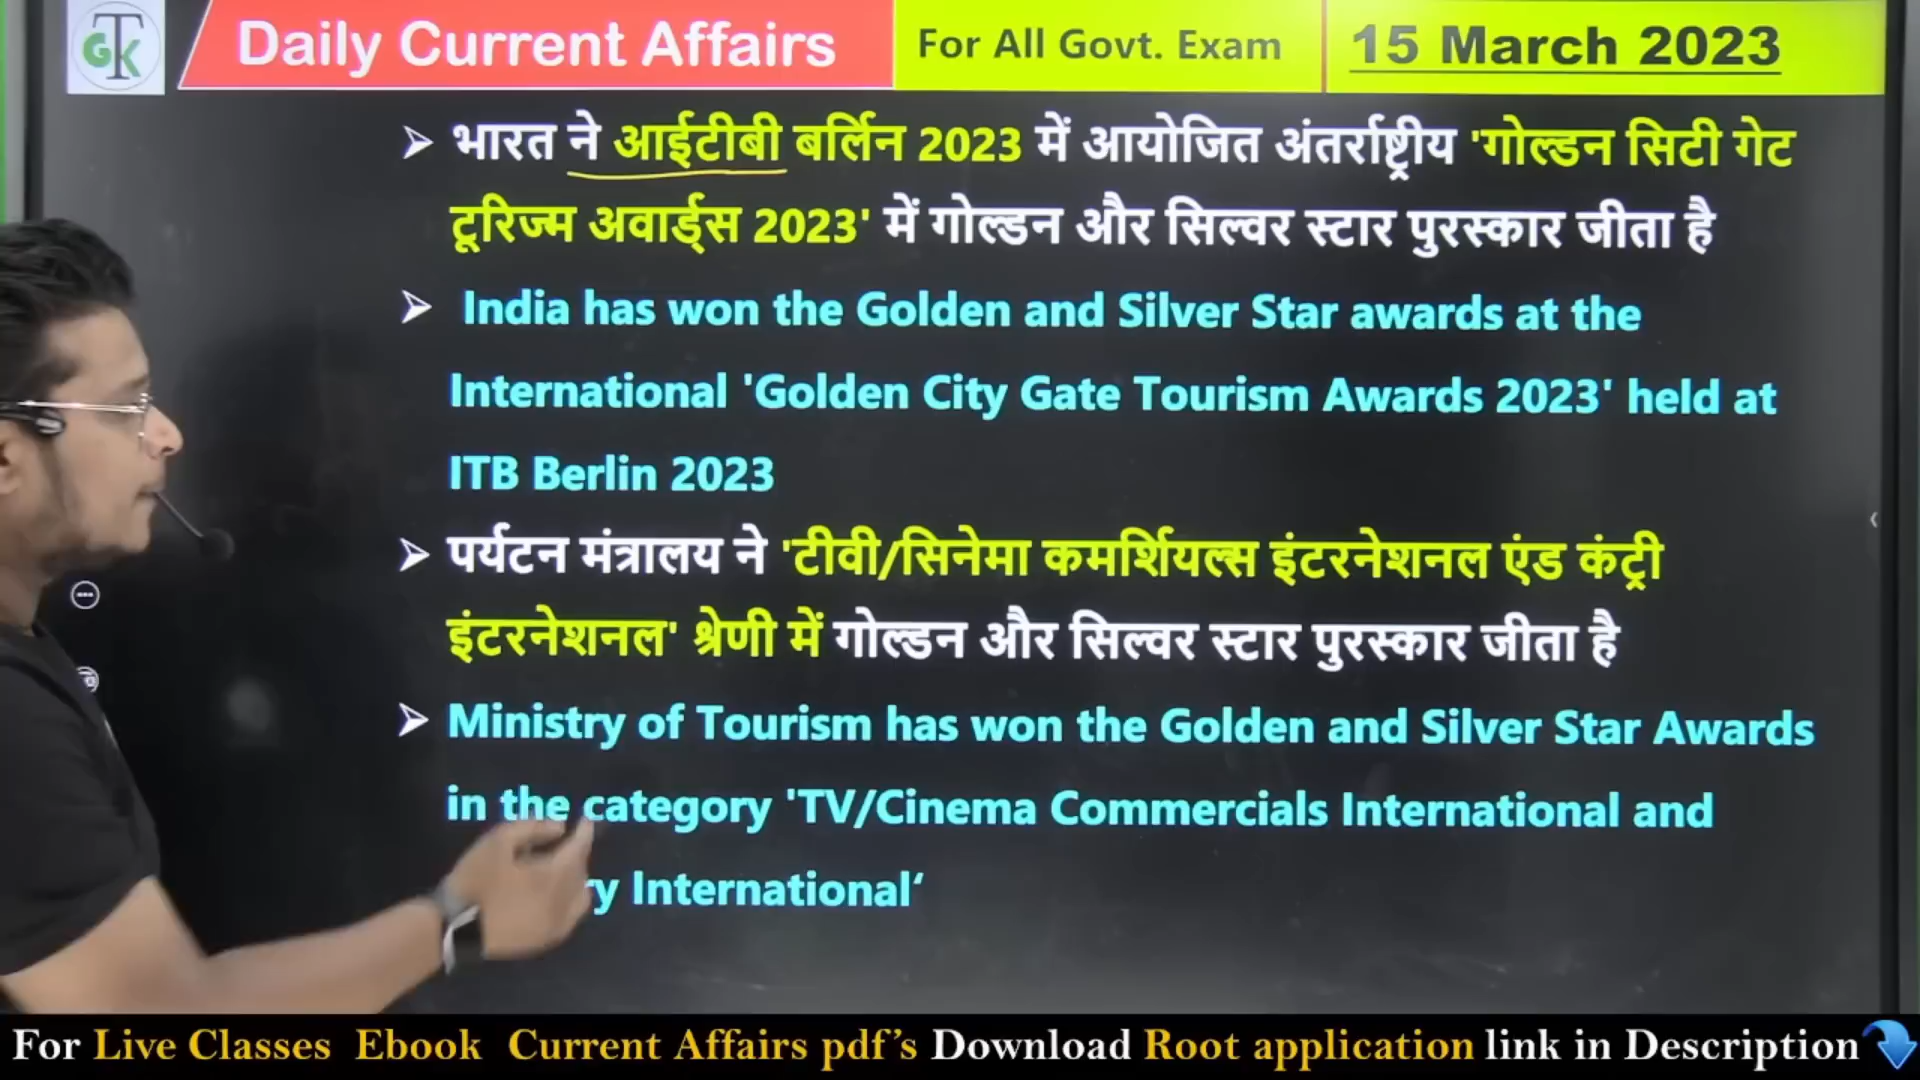 GTK
Daily Current Affairs
For All Govt. Exam
15 March 2023
➢ भारत ने आईटीबी बर्लिन 2023 में आयोजित अंतर्राष्ट्रीय 'गोल्डन सिटी गेट
टूरिज्म अवार्ड्स 2023' में गोल्डन और सिल्वर स्टार पुरस्कार जीता है
➢ India has won the Golden and Silver Star awards at the
International 'Golden City Gate Tourism Awards 2023' held at
ITB Berlin 2023
➢ पर्यटन मंत्रालय ने 'टीवी/सिनेमा कमर्शियल्स इंटरनेशनल एंड कंट्री
इंटरनेशनल' श्रेणी में गोल्डन और सिल्वर स्टार पुरस्कार जीता है
➢ Ministry of Tourism has won the Golden and Silver Star Awards
in the category 'TV/Cinema Commercials International and
ry International‘
For Live Classes Ebook Current Affairs pdf’s Download Root application link in Description